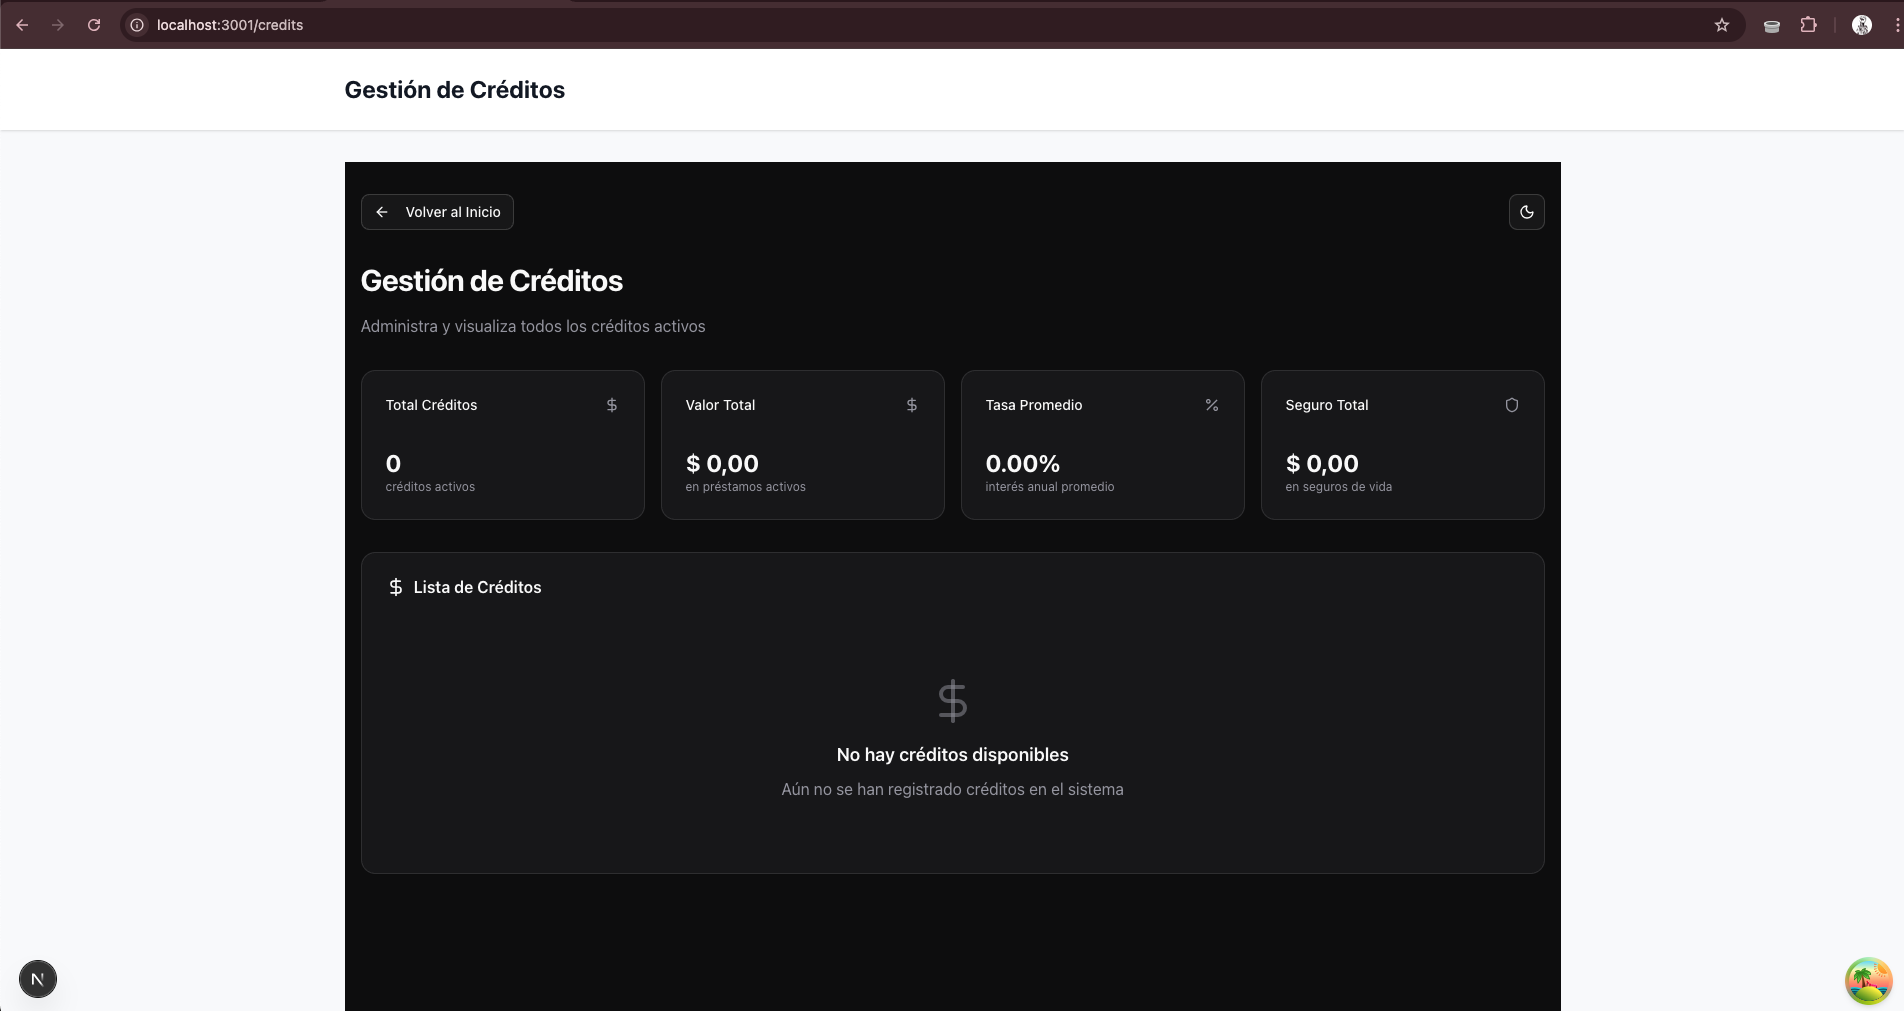 localhost:3001/credits
Gestión de Créditos
Volver al Inicio
Gestión de Créditos
Administra y visualiza todos los créditos activos
Total Créditos
$
0
créditos activos
Valor Total
$
$ 0,00
en préstamos activos
Tasa Promedio
%
0.00%
interés anual promedio
Seguro Total
$ 0,00
en seguros de vida
$ Lista de Créditos
$
No hay créditos disponibles
Aún no se han registrado créditos en el sistema
N